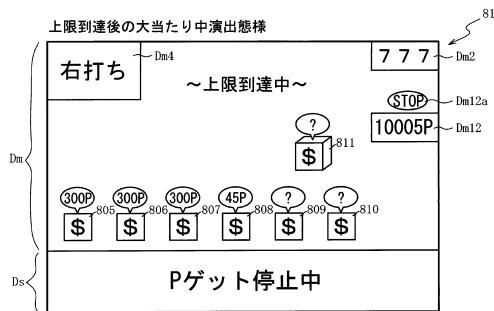 上限到達後の大当たり中演出態様
81
右打ち
Dm4
777
Dm2
～上限到達中～
STOP
Dm12a
10005P
Dm12
?
$
811
Dm
300P
300P
300P
45P
?
?
$
805
$
806
$
807
$
808
$
809
$
810
Ds
Pゲット停止中